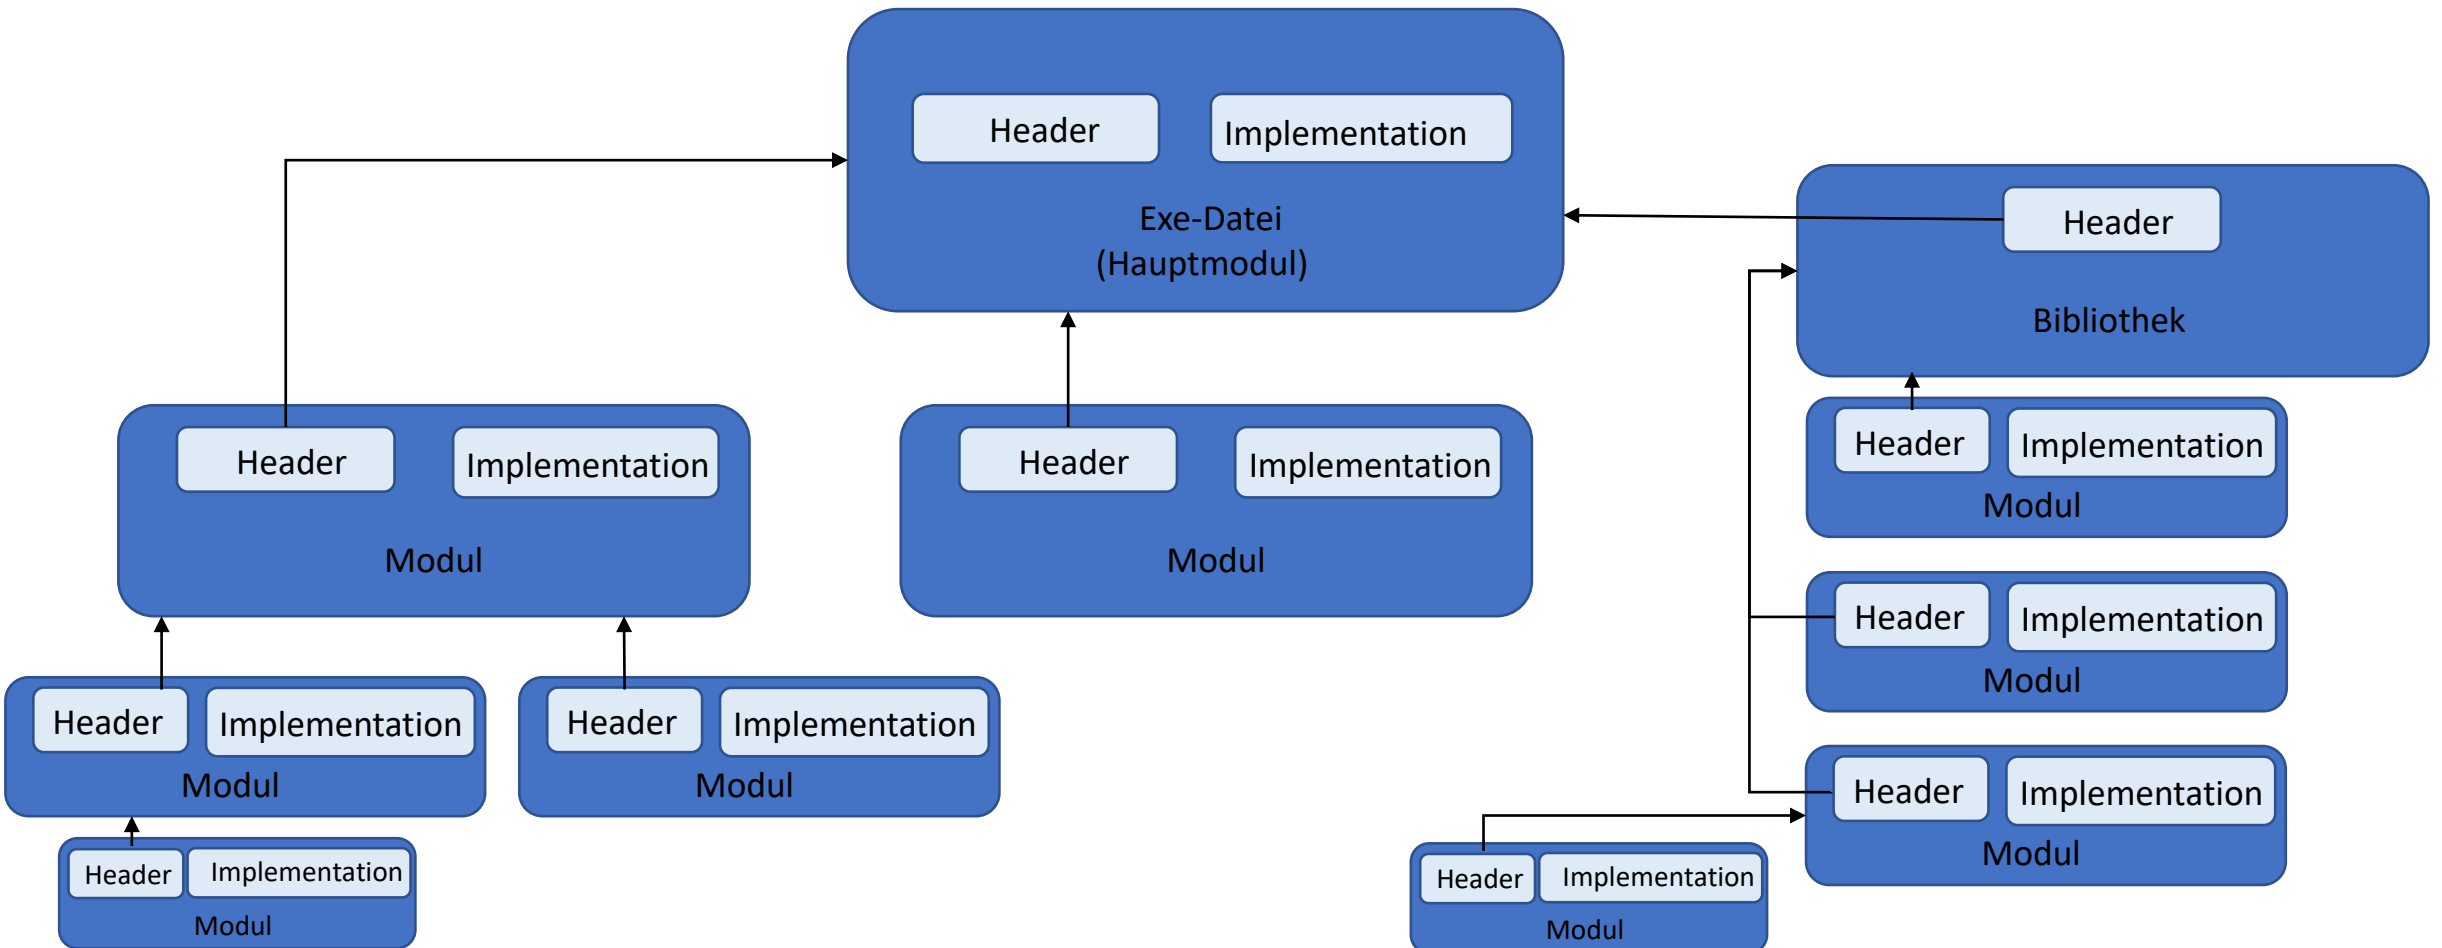 Header
Implementation
Exe-Datei
(Hauptmodul)
Header
Bibliothek
Header
Implementation
Modul
Header
Implementation
Modul
Header
Implementation
Modul
Header
Implementation
Modul
Header
Implementation
Modul
Header
Implementation
Modul
Header
Implementation
Modul
Header
Implementation
Modul
Header
Implementation
Modul